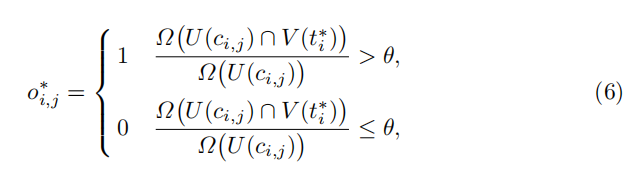 o*_{i,j} = { 1  Ω(U(c_{i,j}) ∩ V(t*_i)) / Ω(U(c_{i,j})) > θ,
0  Ω(U(c_{i,j}) ∩ V(t*_i)) / Ω(U(c_{i,j})) ≤ θ,  (6)